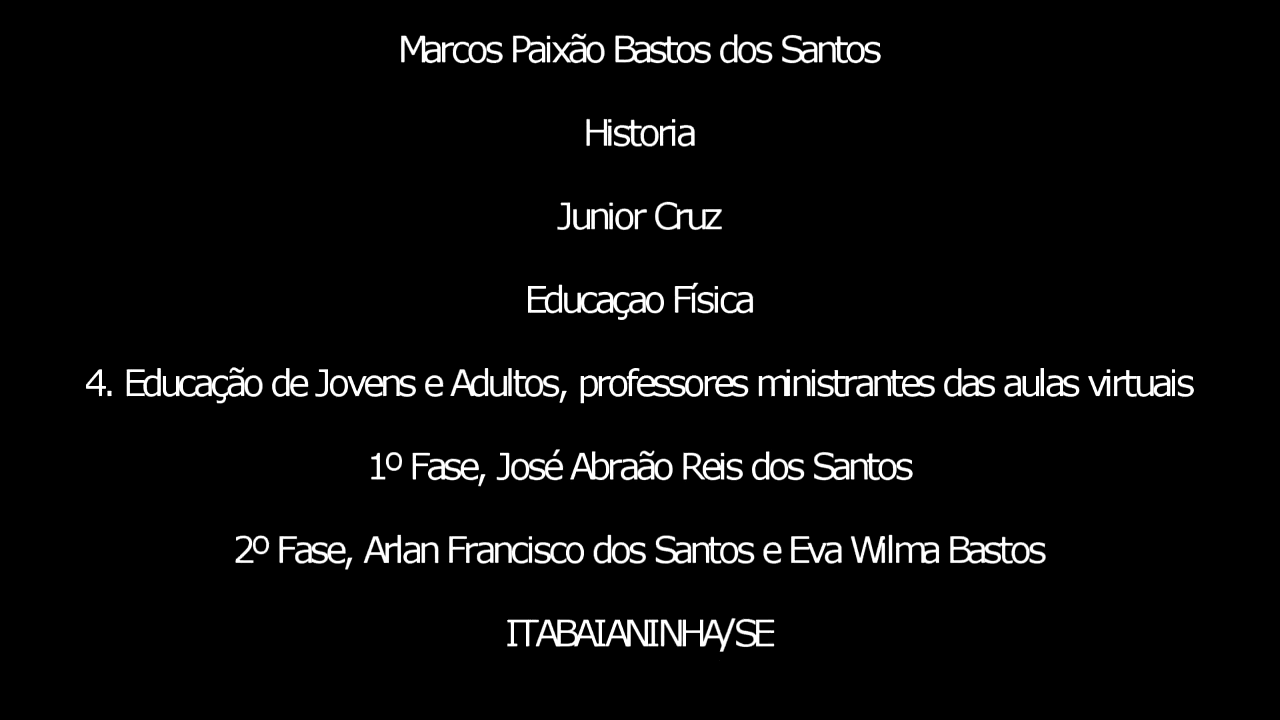 Marcos Paixão Bastos dos Santos
Historia
Junior Cruz
Educaçao Física
4. Educação de Jovens e Adultos, professores ministrantes das aulas virtuais
1º Fase, José Abraão Reis dos Santos
2º Fase, Arlan Francisco dos Santos e Eva Wilma Bastos
ITABAIANINHA/SE